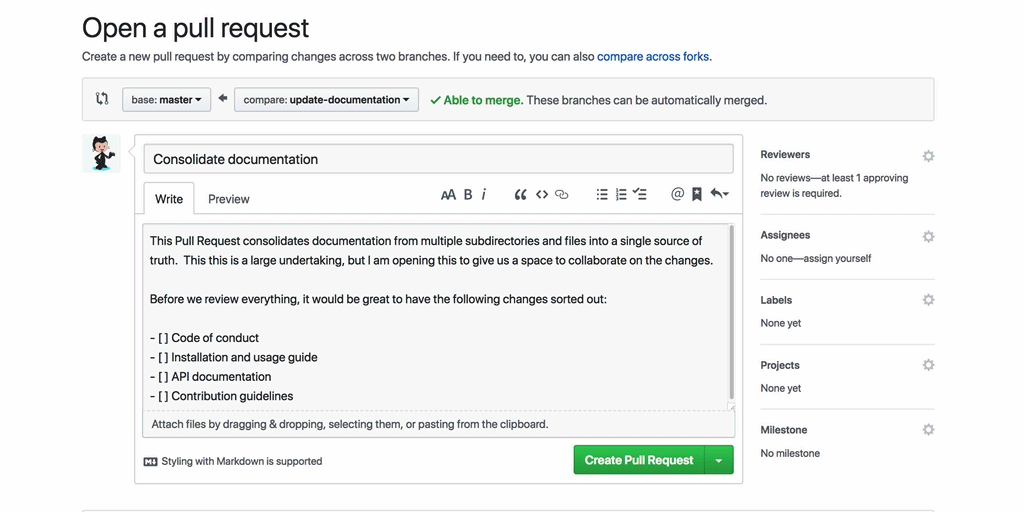 Open a pull request
Create a new pull request by comparing changes across two branches. If you need to, you can also compare across forks.
base: master
compare: update-documentation
Able to merge. These branches can be automatically merged.
Consolidate documentation
Write
Preview
AA B i
This Pull Request consolidates documentation from multiple subdirectories and files into a single source of
truth.  This this is a large undertaking, but I am opening this to give us a space to collaborate on the changes.
Before we review everything, it would be great to have the following changes sorted out:
- [ ] Code of conduct
- [ ] Installation and usage guide
- [ ] API documentation
- [ ] Contribution guidelines
Attach files by dragging & dropping, selecting them, or pasting from the clipboard.
Styling with Markdown is supported
Create Pull Request
Reviewers
No reviews—at least 1 approving
review is required.
Assignees
No one—assign yourself
Labels
None yet
Projects
None yet
Milestone
No milestone